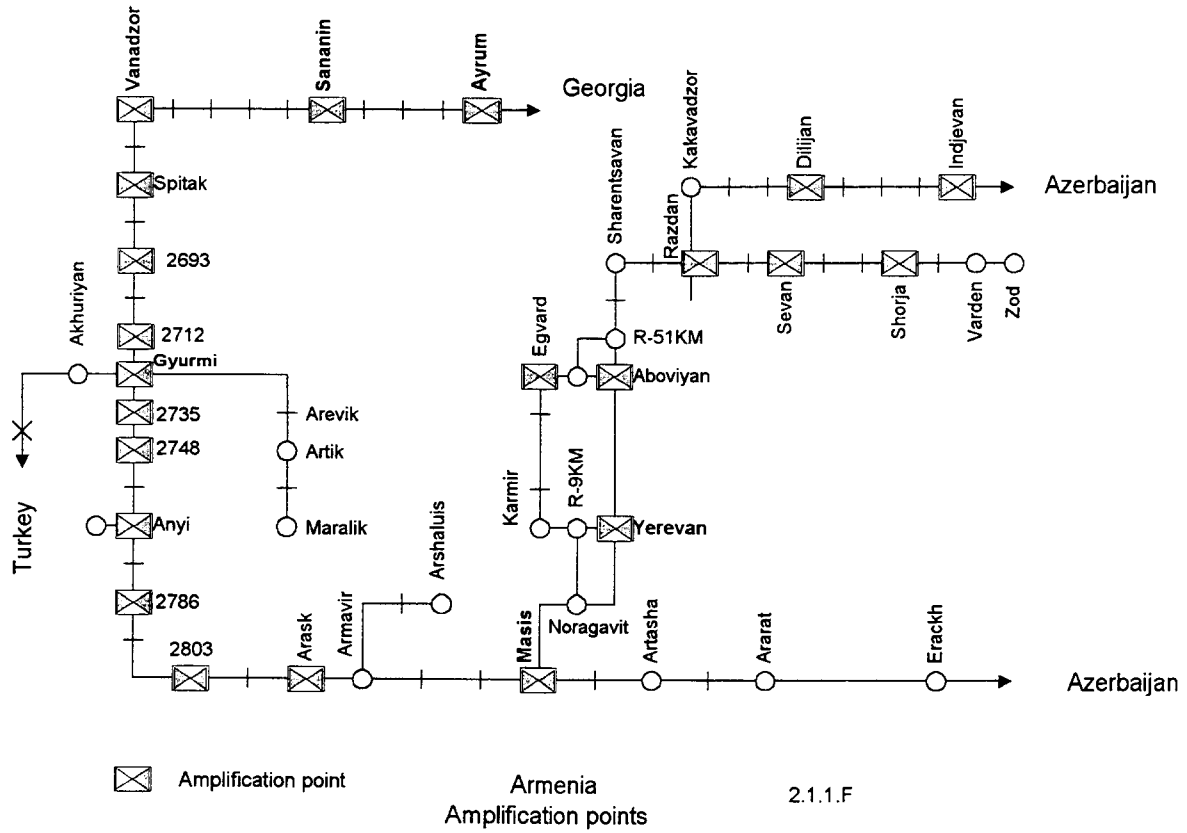 Vanadzor
Sananin
Ayrum
Georgia
Spitak
2693
2712
Akhuriyan
Gyurmi
2735
2748
Arevik
Artik
Maralik
Anyi
Turkey
2786
2803
Arask
Armavir
Arshaluis
Masis
Noragavit
Karmir
R-9KM
Yerevan
Egvard
Aboviyan
R-51KM
Sharentsavan
Razdan
Kakavadzor
Dilijan
Indjevan
Azerbaijan
Sevan
Shorja
Varden
Zod
Artasha
Ararat
Erackh
Azerbaijan
Amplification point
Armenia
Amplification points
2.1.1.F